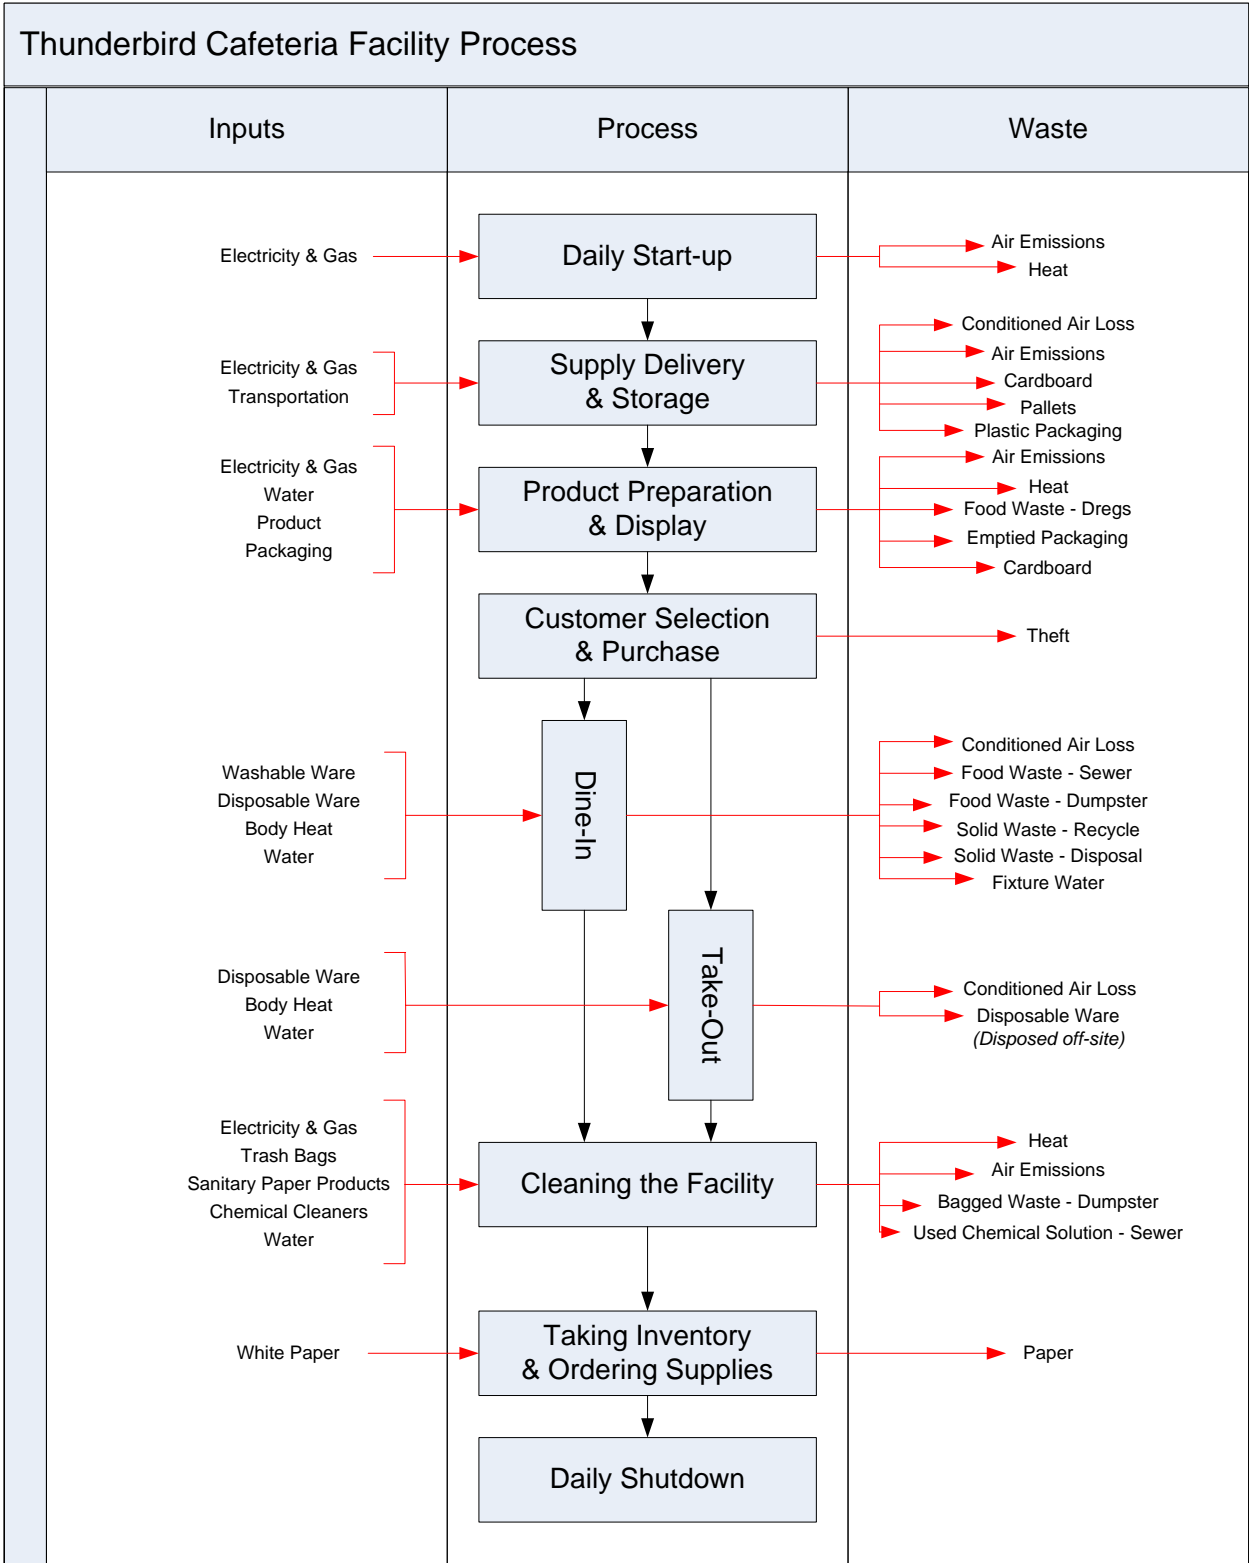 Thunderbird Cafeteria Facility Process
Inputs
Process
Waste
Electricity & Gas
Daily Start-up
Air Emissions
Heat
Electricity & Gas
Transportation
Supply Delivery
& Storage
Conditioned Air Loss
Air Emissions
Cardboard
Pallets
Plastic Packaging
Electricity & Gas
Water
Product
Packaging
Product Preparation
& Display
Air Emissions
Heat
Food Waste - Dregs
Emptied Packaging
Cardboard
Customer Selection
& Purchase
Theft
Washable Ware
Disposable Ware
Body Heat
Water
Dine-In
Conditioned Air Loss
Food Waste - Sewer
Food Waste - Dumpster
Solid Waste - Recycle
Solid Waste - Disposal
Fixture Water
Disposable Ware
Body Heat
Water
Take-Out
Conditioned Air Loss
Disposable Ware
(Disposed off-site)
Electricity & Gas
Trash Bags
Sanitary Paper Products
Chemical Cleaners
Water
Cleaning the Facility
Heat
Air Emissions
Bagged Waste - Dumpster
Used Chemical Solution - Sewer
White Paper
Taking Inventory
& Ordering Supplies
Paper
Daily Shutdown